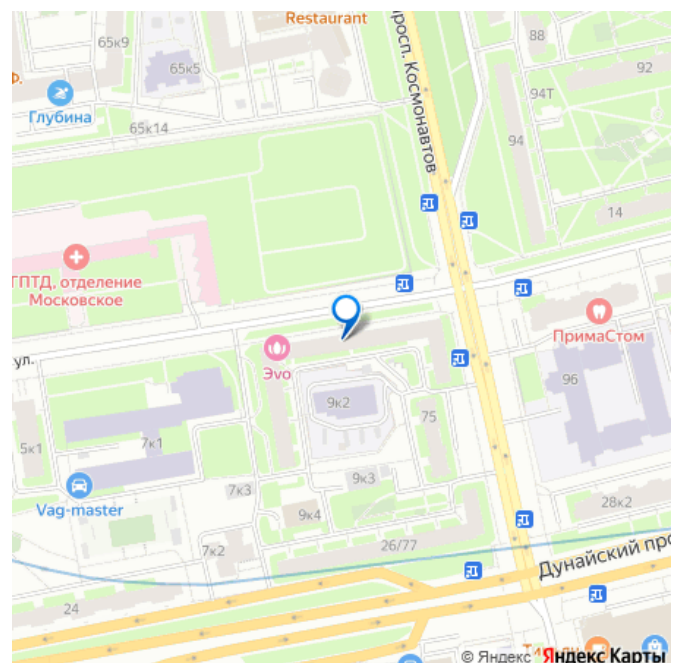 Restaurant
65к9
65к5
Ф.
Глубина
65к14
просп. Космонавтов
88
92
94Т
94
14
ГПТД, отделение
Московское
ул.
Эvo
ПримаСтом
96
9к2
75
5к1
7к1
Vag-master
7к3
9к3
9к4
28к2
7к2
26/77
Дунайский про
24
© Яндекс Яндекс Карты